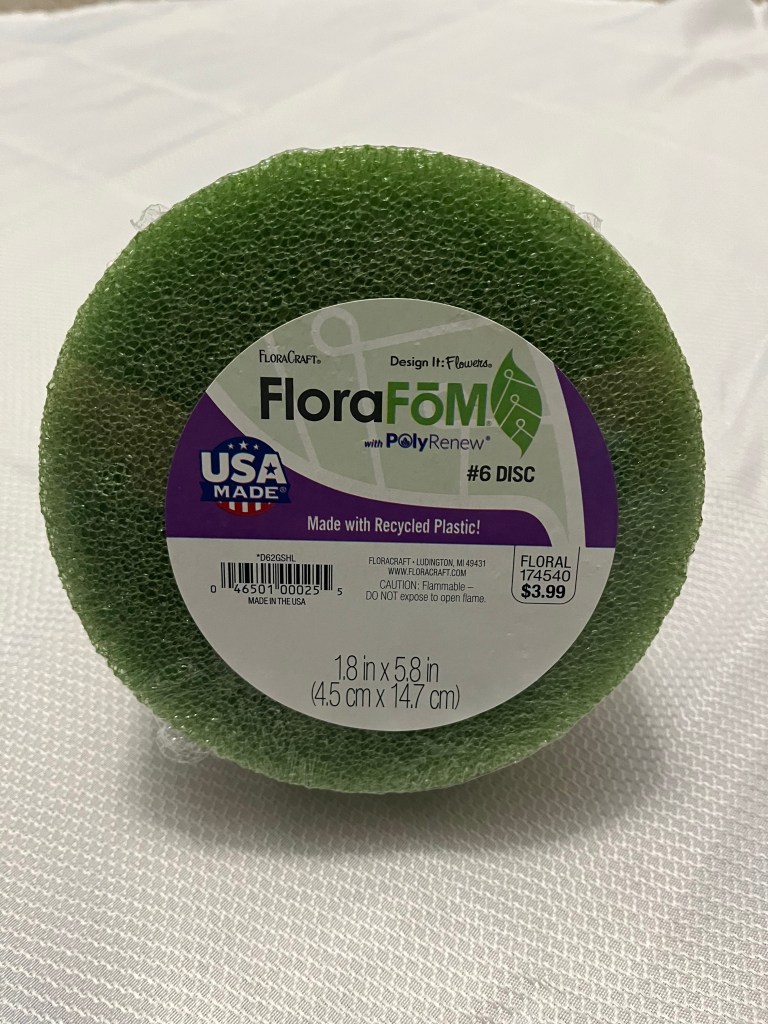 FLORACRAFT®
Design It: Flowers®
FloraFōM®
with POlyRenew®
#6 DISC
USA
MADE®
Made with Recycled Plastic!
*D62GSHL
0 46501 00025 5
MADE IN THE USA
FLORACRAFT • LUDINGTON, MI 49431
WWW.FLORACRAFT.COM
CAUTION: Flammable –
DO NOT expose to open flame.
FLORAL
174540
$3.99
1.8 in x 5.8 in
(4.5 cm x 14.7 cm)